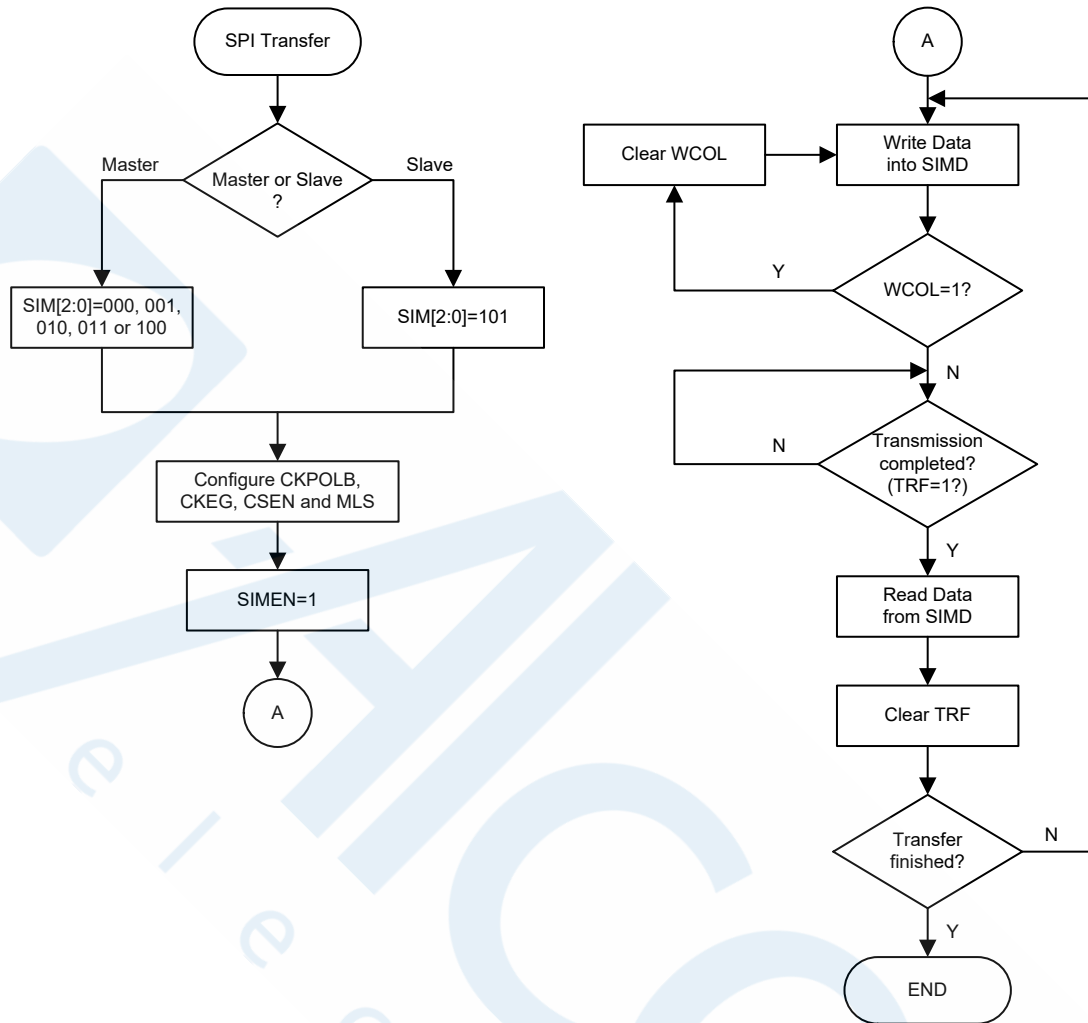 SPI Transfer
Master
Slave
Master or Slave
?
SIM[2:0]=000, 001,
010, 011 or 100
SIM[2:0]=101
Configure CKPOLB,
CKEG, CSEN and MLS
SIMEN=1
A
A
Clear WCOL
Write Data
into SIMD
Y
WCOL=1?
N
N
Transmission
completed?
(TRF=1?)
Y
Read Data
from SIMD
Clear TRF
Transfer
finished?
N
Y
END
e
l
e